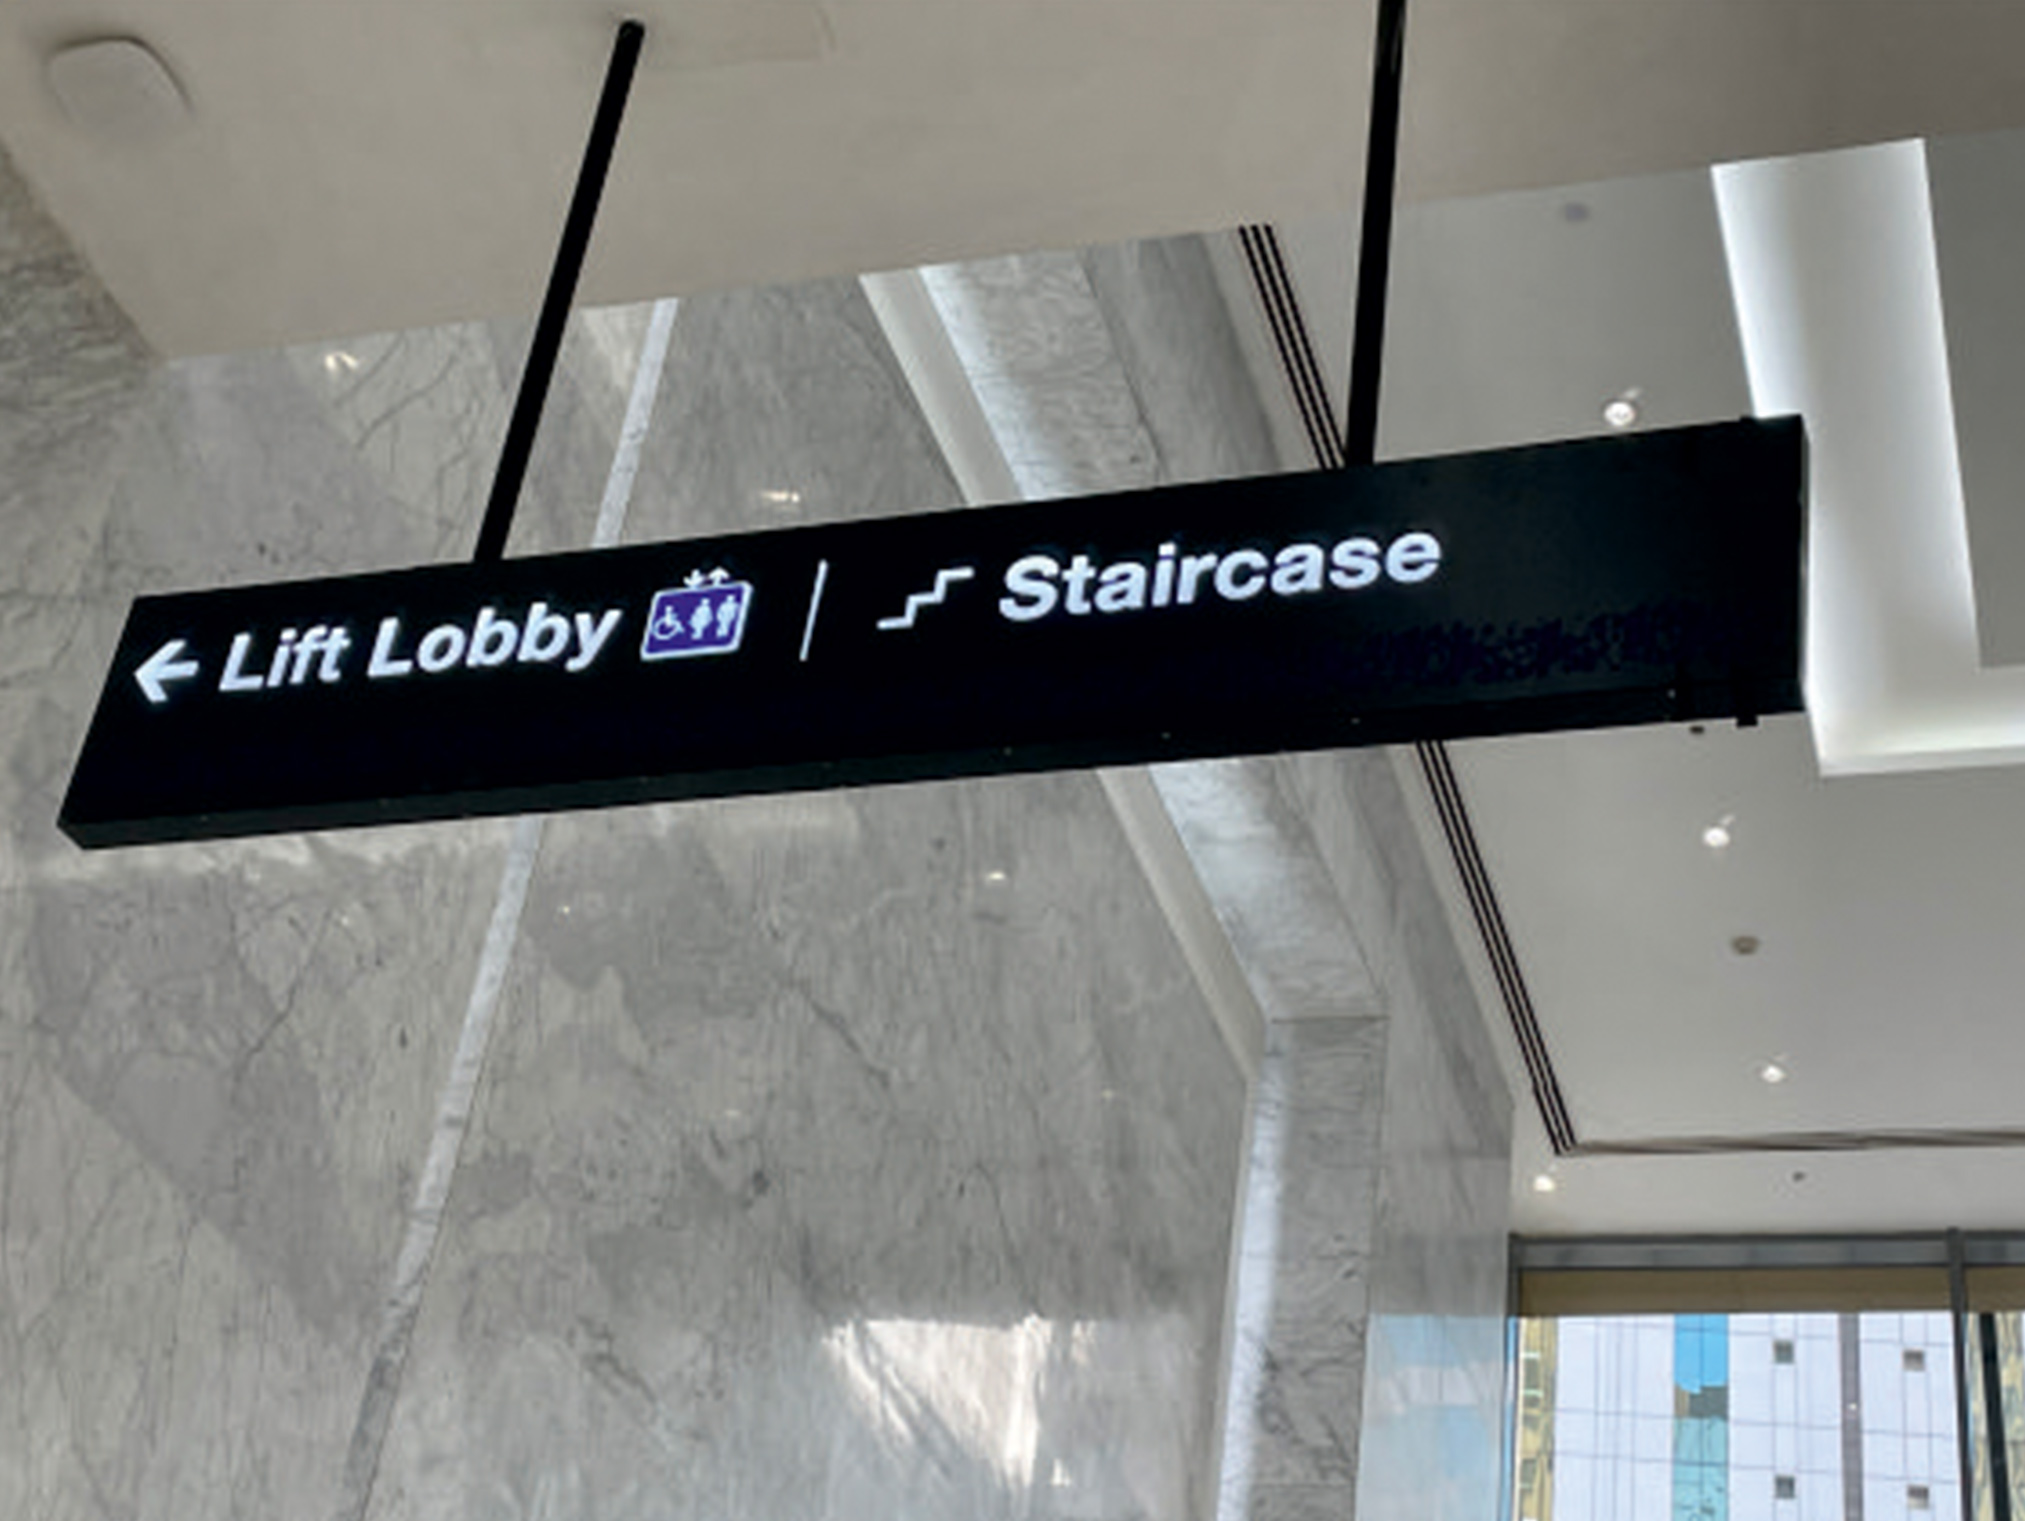 ← Lift Lobby | Staircase